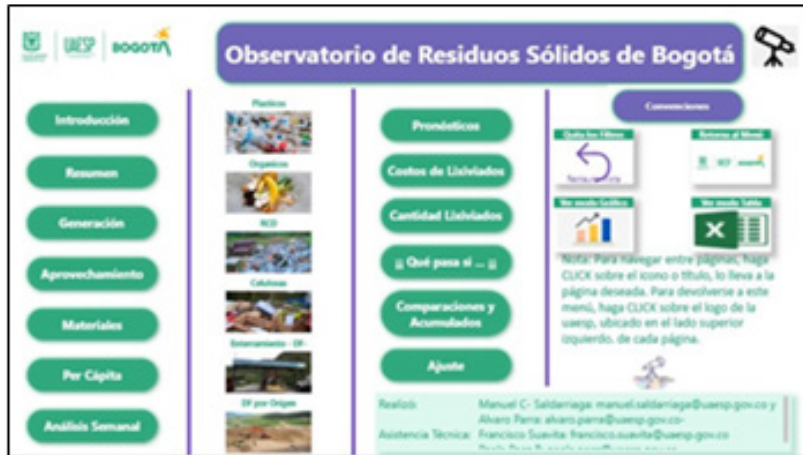 UAESP
BOGOTÁ
Observatorio de Residuos Sólidos de Bogotá
Introducción
Resumen
Generación
Aprovechamiento
Materiales
Per Cápita
Análisis Semanal
Plasticos
Organicos
RCD
Celulosas
Enterramiento - DF-
DF por Origen
Pronósticos
Costos de Lixiviados
Cantidad Lixiviados
¡¡ Qué pasa si ... ¡¡
Comparaciones y
Acumulados
Ajuste
Convenciones
Quita los Filtros
Retorna al Menú
Ver modo Gráfico
Ver modo Tabla
Nota: Para navegar entre páginas, haga
CLICK sobre el icono o título, lo lleva a la
página deseada. Para devolverse a este
menú, haga CLICK sobre el logo de la
uaesp, ubicado en el lado superior
izquierdo. de cada página.
Realizó: Manuel C- Saldarriaga: manuel.saldarriaga@uaesp.gov.co y
Alvaro Parra: alvaro.parra@uaesp.gov.co-
Asistencia Técnica: Francisco Suavita: francisco.suavita@uaesp.gov.co